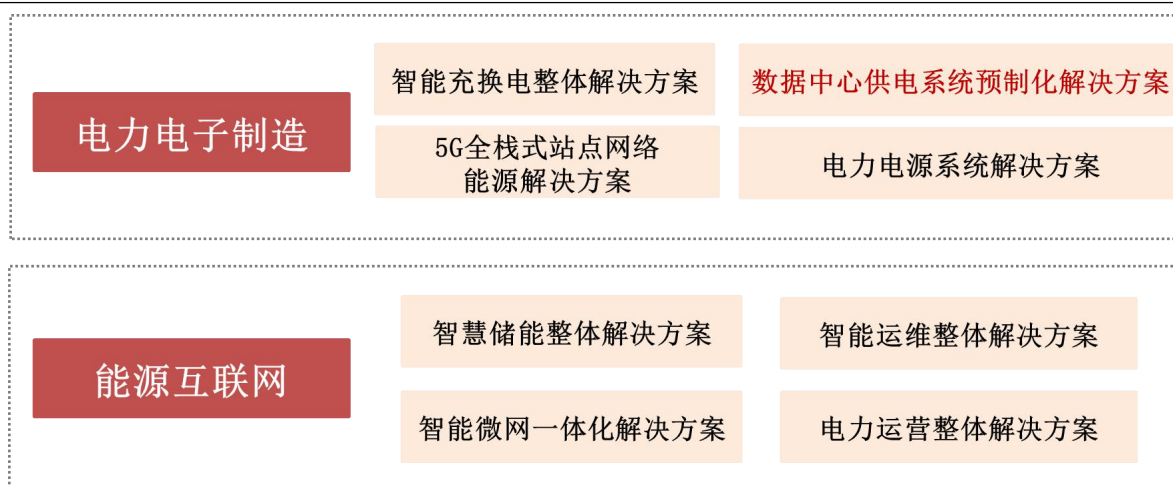 电力电子制造
智能充换电整体解决方案
数据中心供电系统预制化解决方案
5G全栈式站点网络
能源解决方案
电力电源系统解决方案
能源互联网
智慧储能整体解决方案
智能运维整体解决方案
智能微网一体化解决方案
电力运营整体解决方案